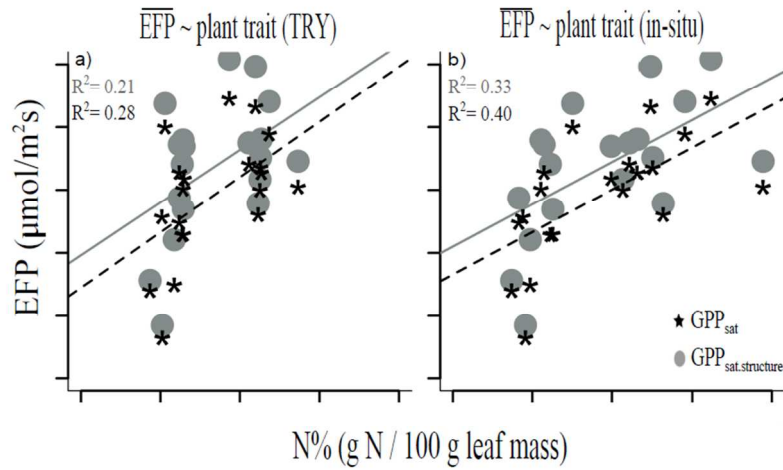 EFP ~ plant trait (TRY)
EFP ~ plant trait (in-situ)
a)
R²= 0.21
R²= 0.28
b)
R²= 0.33
R²= 0.40
EFP (μmol/m²s)
GPPsat
GPPsat.structure
N% (g N / 100 g leaf mass)